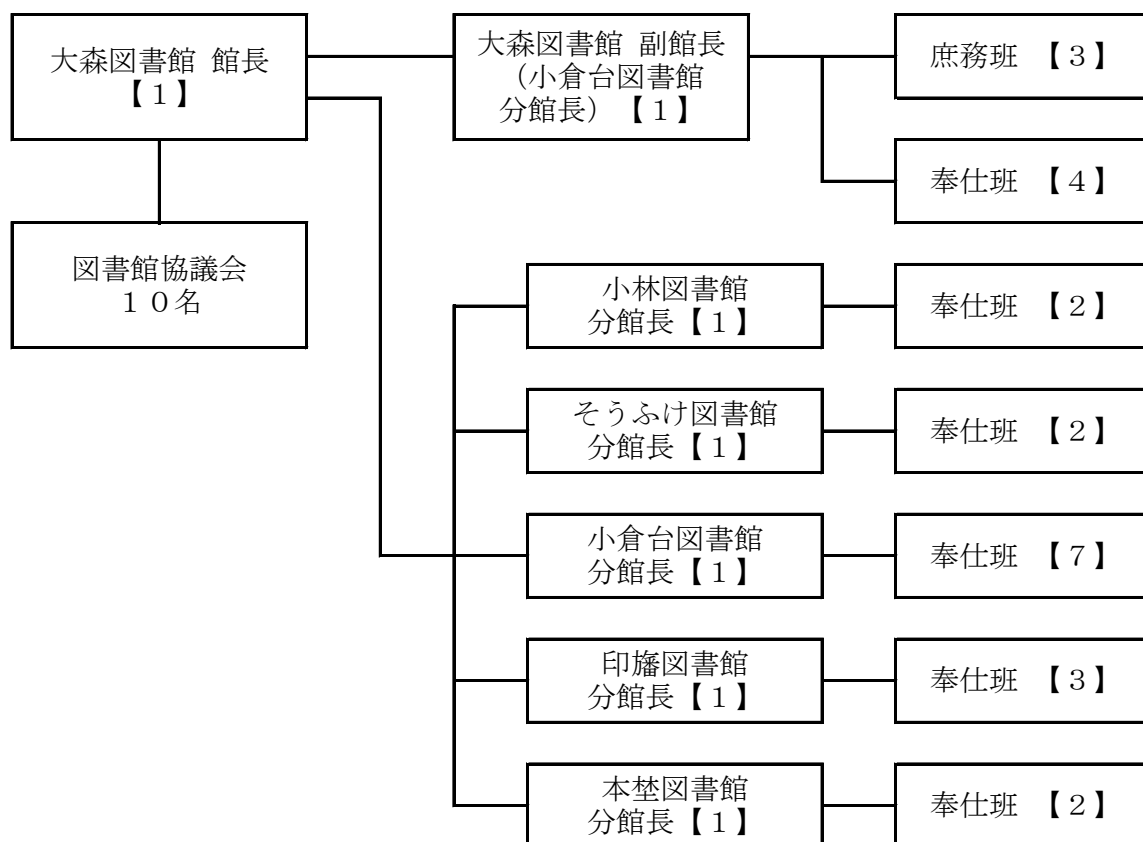 大森図書館 館長
【１】
大森図書館 副館長
（小倉台図書館
分館長）【１】
庶務班 【３】
奉仕班 【４】
図書館協議会
１０名
小林図書館
分館長【１】
奉仕班 【２】
そうふけ図書館
分館長【１】
奉仕班 【２】
小倉台図書館
分館長【１】
奉仕班 【７】
印旛図書館
分館長【１】
奉仕班 【３】
本埜図書館
分館長【１】
奉仕班 【２】